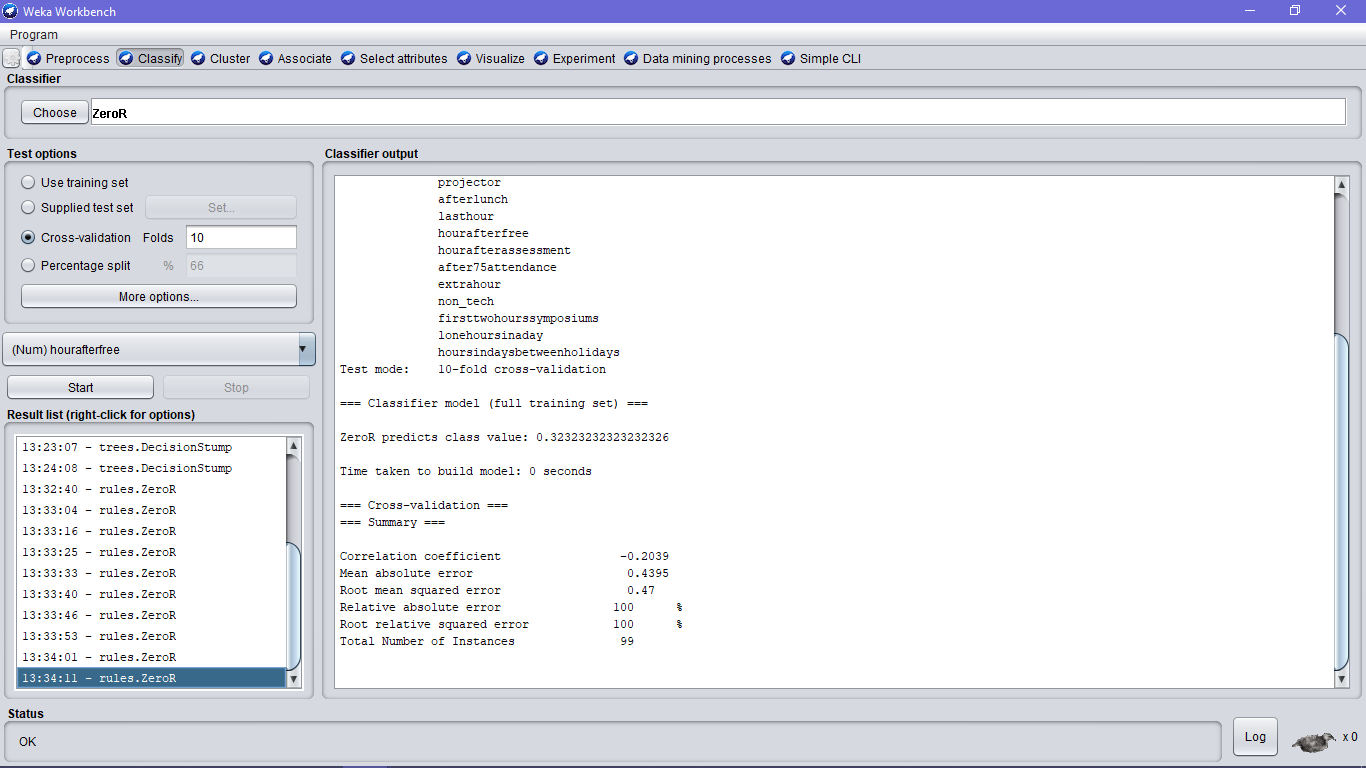 Weka Workbench
Program
Preprocess Classify Cluster Associate Select attributes Visualize Experiment Data mining processes Simple CLI
Classifier
Choose ZeroR
Test options
Use training set
Supplied test set Set...
Cross-validation Folds 10
Percentage split % 66
More options...
(Num) hourafterfree
Start Stop
Result list (right-click for options)
13:23:07 - trees.DecisionStump
13:24:08 - trees.DecisionStump
13:32:40 - rules.ZeroR
13:33:04 - rules.ZeroR
13:33:16 - rules.ZeroR
13:33:25 - rules.ZeroR
13:33:33 - rules.ZeroR
13:33:40 - rules.ZeroR
13:33:46 - rules.ZeroR
13:33:53 - rules.ZeroR
13:34:01 - rules.ZeroR
13:34:11 - rules.ZeroR
Classifier output
projector
afterlunch
lasthour
hourafterfree
hourafterassessment
after75attendance
extrahour
non_tech
firsttwohourssymposiums
lonehoursinaday
hoursindaysbetweenholidays
Test mode: 10-fold cross-validation
=== Classifier model (full training set) ===
ZeroR predicts class value: 0.32323232323232326
Time taken to build model: 0 seconds
=== Cross-validation ===
=== Summary ===
Correlation coefficient -0.2039
Mean absolute error 0.4395
Root mean squared error 0.47
Relative absolute error 100 %
Root relative squared error 100 %
Total Number of Instances 99
Status
OK
Log x 0